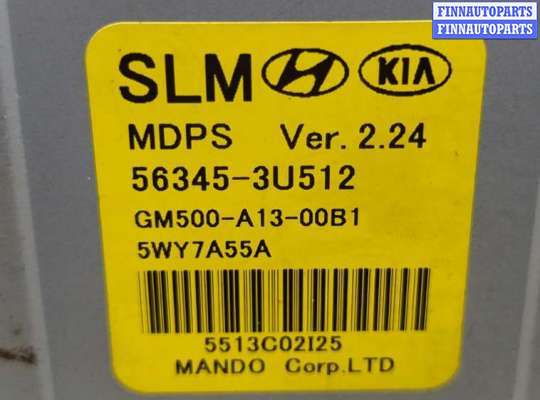 FINNAUTOPARTS
FINNAUTOPARTS
SLM KIA
MDPS Ver. 2.24
56345-3U512
GM500-A13-00B1
5WY7A55A
5513C02I25
MANDO Corp.LTD